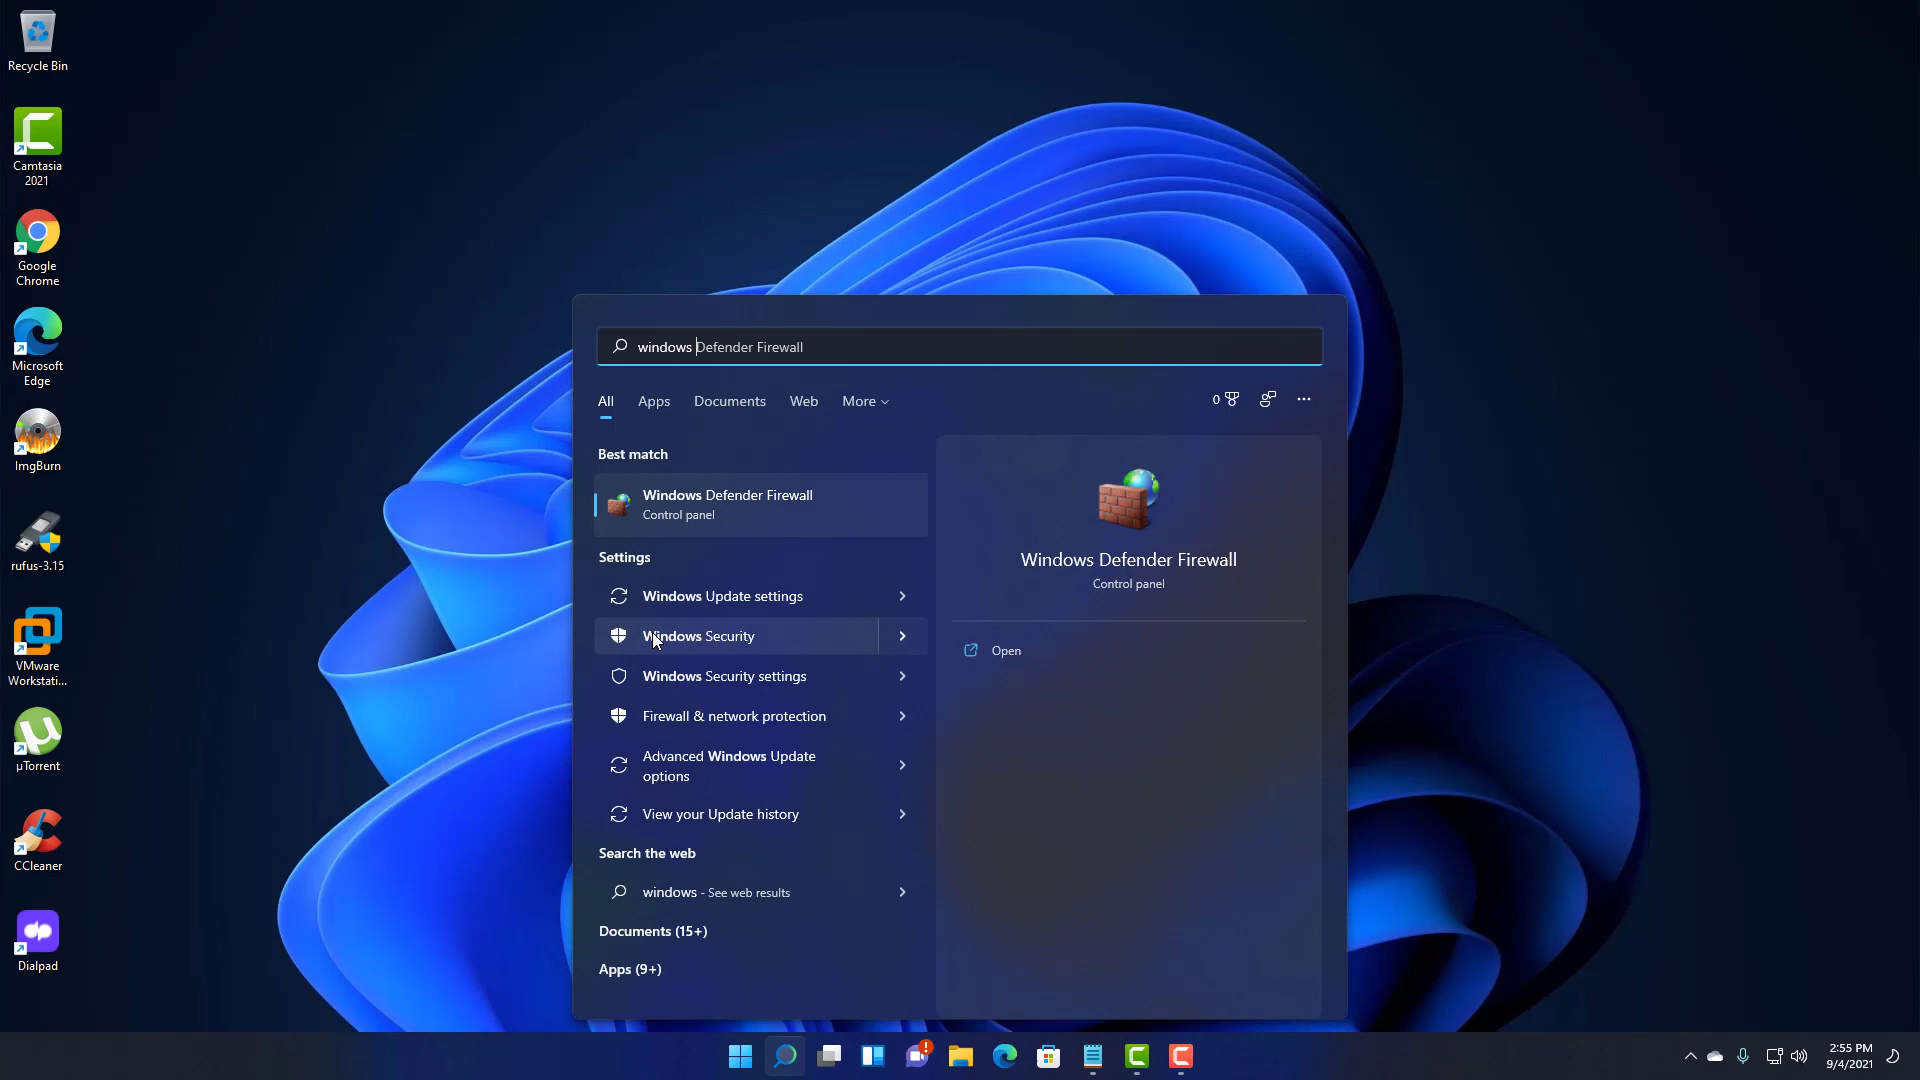 Recycle Bin
Camtasia
2021
Google
Chrome
Microsoft
Edge
ImgBurn
rufus-3.15
VMware
Workstati...
µTorrent
CCleaner
Dialpad
windows Defender Firewall
All
Apps
Documents
Web
More
0
Best match
Windows Defender Firewall
Control panel
Settings
Windows Update settings
Windows Security
Windows Security settings
Firewall & network protection
Advanced Windows Update
options
View your Update history
Search the web
windows - See web results
Documents (15+)
Apps (9+)
Windows Defender Firewall
Control panel
Open
2:55 PM
9/4/2021